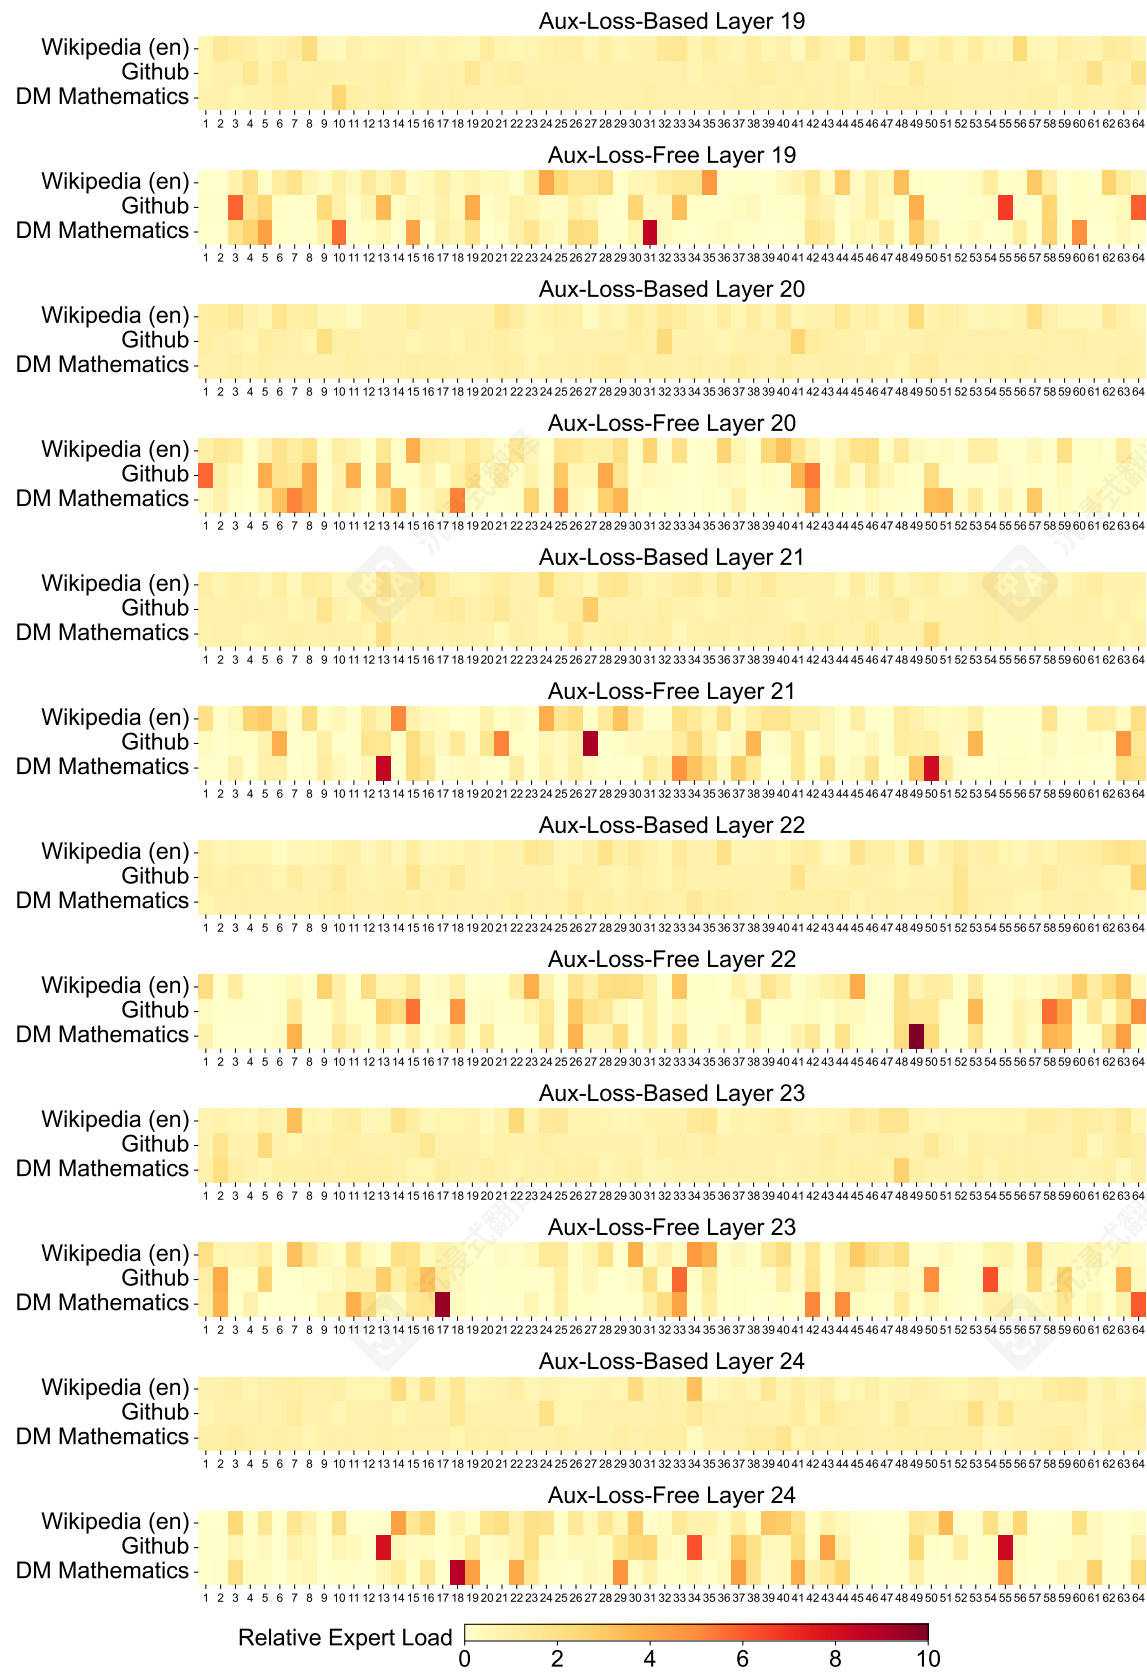 Aux-Loss-Based Layer 19
Wikipedia (en)
Github
DM Mathematics
1 2 3 4 5 6 7 8 9 10 11 12 13 14 15 16 17 18 19 20 21 22 23 24 25 26 27 28 29 30 31 32 33 34 35 36 37 38 39 40 41 42 43 44 45 46 47 48 49 50 51 52 53 54 55 56 57 58 59 60 61 62 63 64
Aux-Loss-Free Layer 19
Wikipedia (en)
Github
DM Mathematics
1 2 3 4 5 6 7 8 9 10 11 12 13 14 15 16 17 18 19 20 21 22 23 24 25 26 27 28 29 30 31 32 33 34 35 36 37 38 39 40 41 42 43 44 45 46 47 48 49 50 51 52 53 54 55 56 57 58 59 60 61 62 63 64
Aux-Loss-Based Layer 20
Wikipedia (en)
Github
DM Mathematics
1 2 3 4 5 6 7 8 9 10 11 12 13 14 15 16 17 18 19 20 21 22 23 24 25 26 27 28 29 30 31 32 33 34 35 36 37 38 39 40 41 42 43 44 45 46 47 48 49 50 51 52 53 54 55 56 57 58 59 60 61 62 63 64
Aux-Loss-Free Layer 20
Wikipedia (en)
Github
DM Mathematics
1 2 3 4 5 6 7 8 9 10 11 12 13 14 15 16 17 18 19 20 21 22 23 24 25 26 27 28 29 30 31 32 33 34 35 36 37 38 39 40 41 42 43 44 45 46 47 48 49 50 51 52 53 54 55 56 57 58 59 60 61 62 63 64
Aux-Loss-Based Layer 21
Wikipedia (en)
Github
DM Mathematics
1 2 3 4 5 6 7 8 9 10 11 12 13 14 15 16 17 18 19 20 21 22 23 24 25 26 27 28 29 30 31 32 33 34 35 36 37 38 39 40 41 42 43 44 45 46 47 48 49 50 51 52 53 54 55 56 57 58 59 60 61 62 63 64
Aux-Loss-Free Layer 21
Wikipedia (en)
Github
DM Mathematics
1 2 3 4 5 6 7 8 9 10 11 12 13 14 15 16 17 18 19 20 21 22 23 24 25 26 27 28 29 30 31 32 33 34 35 36 37 38 39 40 41 42 43 44 45 46 47 48 49 50 51 52 53 54 55 56 57 58 59 60 61 62 63 64
Aux-Loss-Based Layer 22
Wikipedia (en)
Github
DM Mathematics
1 2 3 4 5 6 7 8 9 10 11 12 13 14 15 16 17 18 19 20 21 22 23 24 25 26 27 28 29 30 31 32 33 34 35 36 37 38 39 40 41 42 43 44 45 46 47 48 49 50 51 52 53 54 55 56 57 58 59 60 61 62 63 64
Aux-Loss-Free Layer 22
Wikipedia (en)
Github
DM Mathematics
1 2 3 4 5 6 7 8 9 10 11 12 13 14 15 16 17 18 19 20 21 22 23 24 25 26 27 28 29 30 31 32 33 34 35 36 37 38 39 40 41 42 43 44 45 46 47 48 49 50 51 52 53 54 55 56 57 58 59 60 61 62 63 64
Aux-Loss-Based Layer 23
Wikipedia (en)
Github
DM Mathematics
1 2 3 4 5 6 7 8 9 10 11 12 13 14 15 16 17 18 19 20 21 22 23 24 25 26 27 28 29 30 31 32 33 34 35 36 37 38 39 40 41 42 43 44 45 46 47 48 49 50 51 52 53 54 55 56 57 58 59 60 61 62 63 64
Aux-Loss-Free Layer 23
Wikipedia (en)
Github
DM Mathematics
1 2 3 4 5 6 7 8 9 10 11 12 13 14 15 16 17 18 19 20 21 22 23 24 25 26 27 28 29 30 31 32 33 34 35 36 37 38 39 40 41 42 43 44 45 46 47 48 49 50 51 52 53 54 55 56 57 58 59 60 61 62 63 64
Aux-Loss-Based Layer 24
Wikipedia (en)
Github
DM Mathematics
1 2 3 4 5 6 7 8 9 10 11 12 13 14 15 16 17 18 19 20 21 22 23 24 25 26 27 28 29 30 31 32 33 34 35 36 37 38 39 40 41 42 43 44 45 46 47 48 49 50 51 52 53 54 55 56 57 58 59 60 61 62 63 64
Aux-Loss-Free Layer 24
Wikipedia (en)
Github
DM Mathematics
1 2 3 4 5 6 7 8 9 10 11 12 13 14 15 16 17 18 19 20 21 22 23 24 25 26 27 28 29 30 31 32 33 34 35 36 37 38 39 40 41 42 43 44 45 46 47 48 49 50 51 52 53 54 55 56 57 58 59 60 61 62 63 64
Relative Expert Load
0 2 4 6 8 10
沉浸式翻译